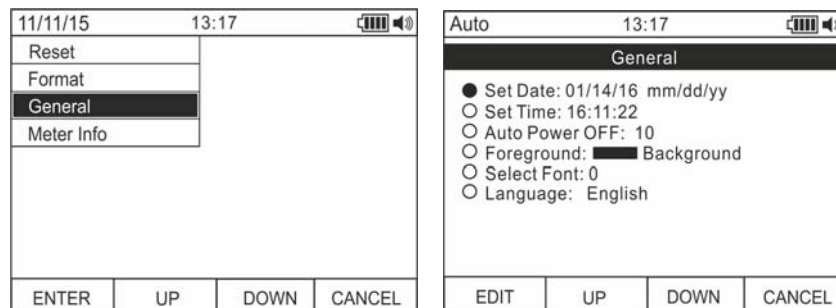 11/11/15 13:17
Reset
Format
General
Meter Info
ENTER UP DOWN CANCEL
Auto 13:17
General
Set Date: 01/14/16 mm/dd/yy
Set Time: 16:11:22
Auto Power OFF: 10
Foreground: Background
Select Font: 0
Language: English
EDIT UP DOWN CANCEL